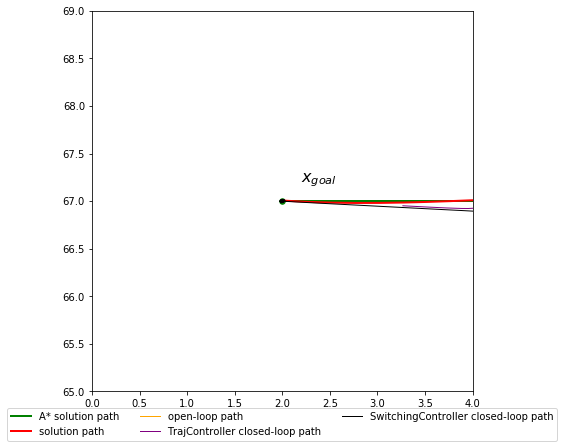 69.0
68.5
68.0
67.5
67.0
66.5
66.0
65.5
65.0
x_goal
0.0 0.5 1.0 1.5 2.0 2.5 3.0 3.5 4.0
A* solution path open-loop path SwitchingController closed-loop path
solution path TrajController closed-loop path